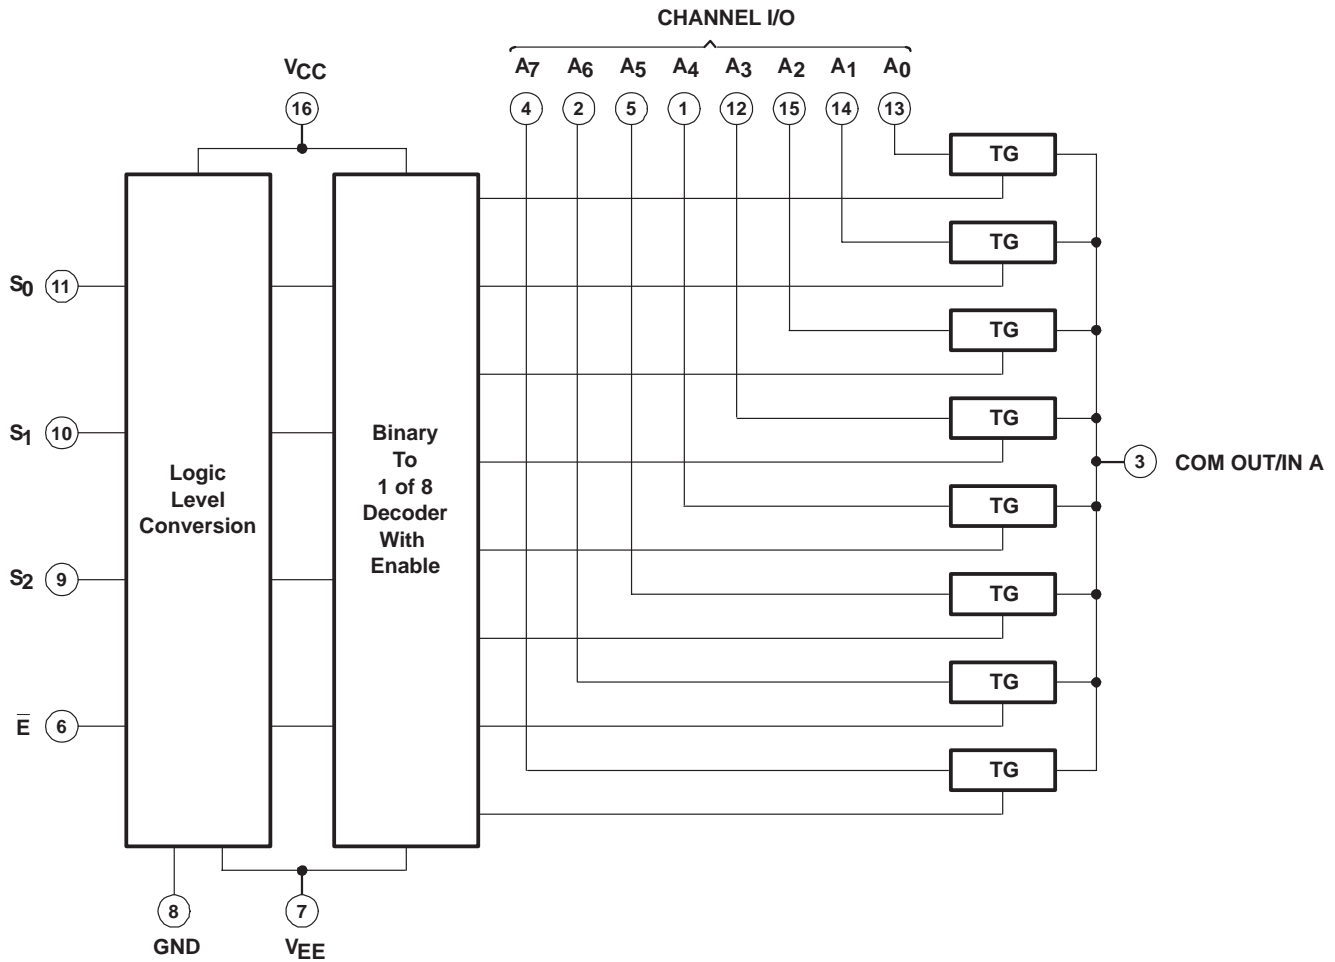 CHANNEL I/O
VCC
A7 A6 A5 A4 A3 A2 A1 A0
16
4 2 5 1 12 15 14 13
TG
TG
S0 11
TG
TG
S1 10
Binary
To
1 of 8
Decoder
With
Enable
Logic
Level
Conversion
3 COM OUT/IN A
TG
S2 9
TG
TG
E̅ 6
TG
8
7
GND
VEE